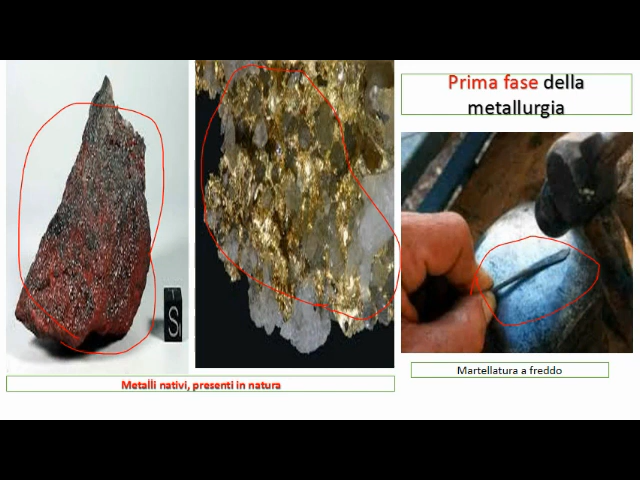 Prima fase della
metallurgia
S
Metalli nativi, presenti in natura
Martellatura a freddo